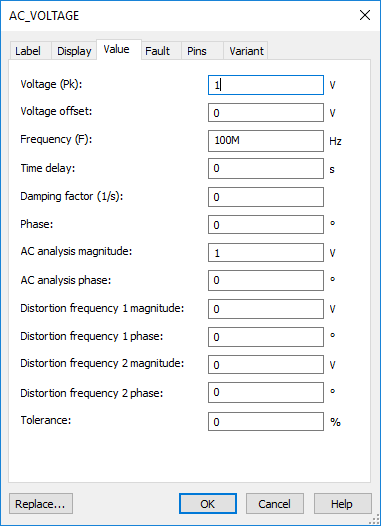 AC_VOLTAGE
Label Display Value Fault Pins Variant
Voltage (Pk): 1 V
Voltage offset: 0 V
Frequency (F): 100M Hz
Time delay: 0 s
Damping factor (1/s): 0
Phase: 0 °
AC analysis magnitude: 1 V
AC analysis phase: 0 °
Distortion frequency 1 magnitude: 0 V
Distortion frequency 1 phase: 0 °
Distortion frequency 2 magnitude: 0 V
Distortion frequency 2 phase: 0 °
Tolerance: 0 %
Replace... OK Cancel Help